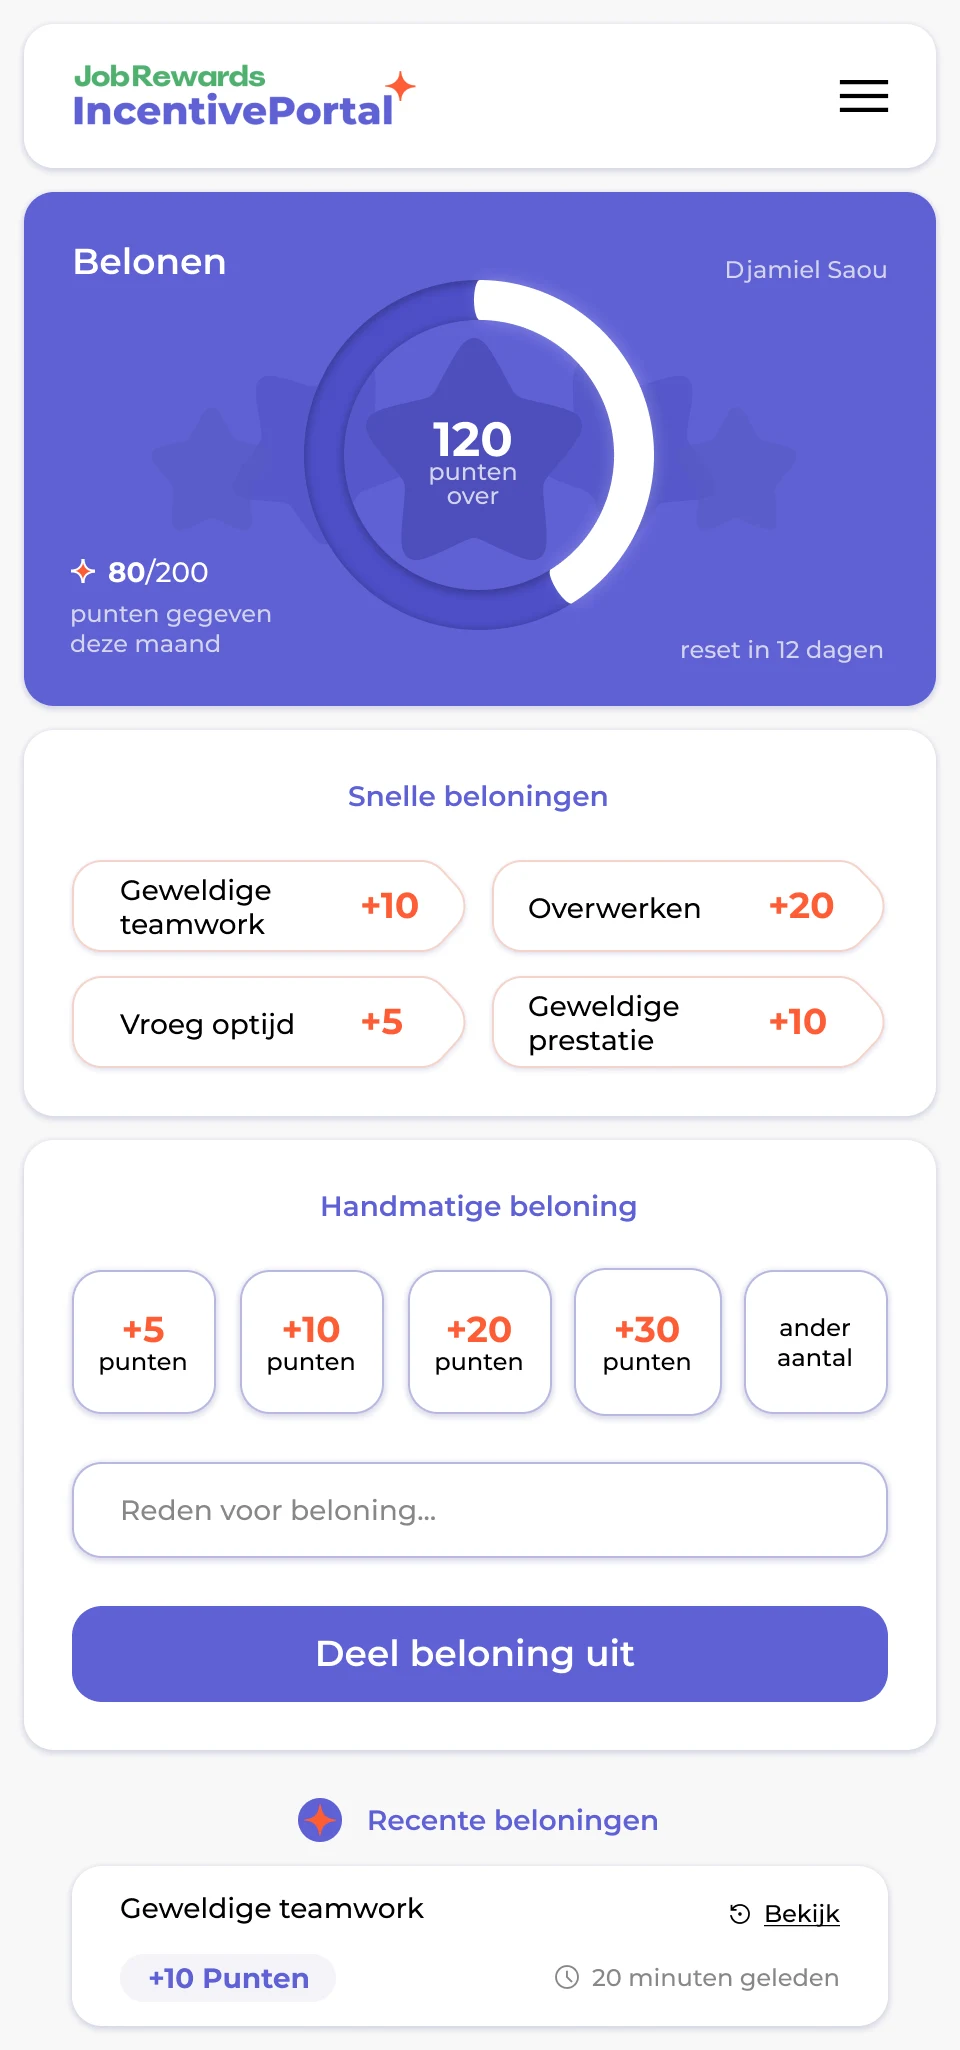 JobRewards
IncentivePortal
Belonen
Djamiel Saou
120
punten
over
80/200
punten gegeven
deze maand
reset in 12 dagen
Snelle beloningen
Geweldige
teamwork
+10
Overwerken
+20
Vroeg optijd
+5
Geweldige
prestatie
+10
Handmatige beloning
+5
punten
+10
punten
+20
punten
+30
punten
ander
aantal
Reden voor beloning...
Deel beloning uit
Recente beloningen
Geweldige teamwork
Bekijk
+10 Punten
20 minuten geleden